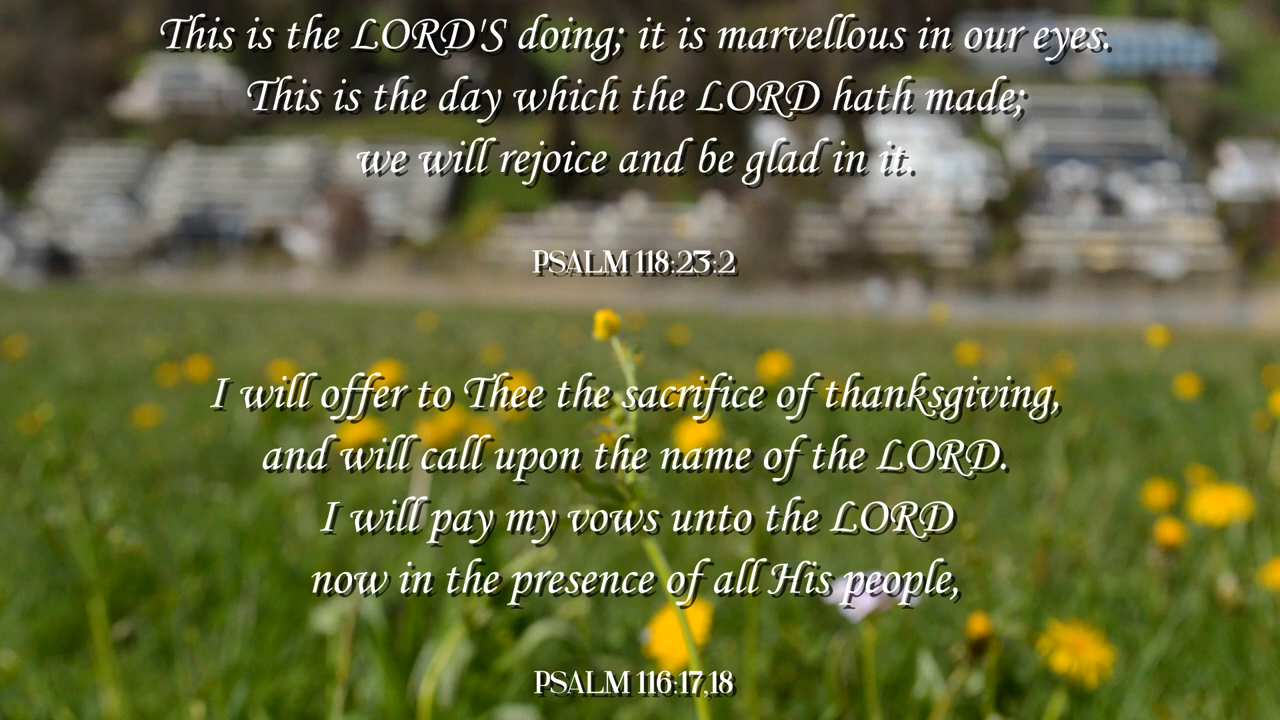 This is the LORD'S doing; it is marvellous in our eyes.
This is the day which the LORD hath made;
we will rejoice and be glad in it.
PSALM 118:23:2
I will offer to Thee the sacrifice of thanksgiving,
and will call upon the name of the LORD.
I will pay my vows unto the LORD
now in the presence of all His people,
PSALM 116:17,18